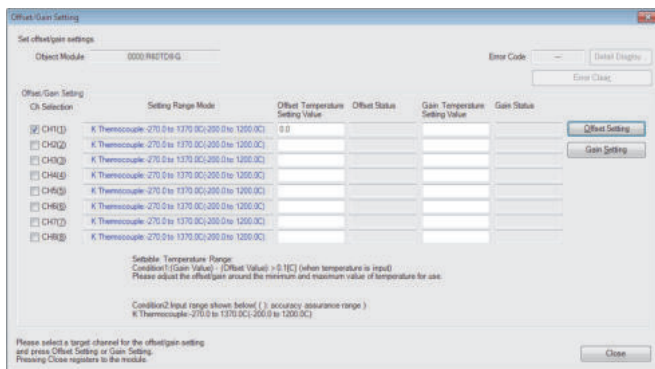 Offset/Gain Setting
Set offset/gain settings.
Object Module 0000:R60TD8-G Error Code --- Detail Display
Error Clear
Offset/Gain Setting
Ch Selection Setting Range Mode Offset Temperature Setting Value Offset Status Gain Temperature Setting Value Gain Status
CH1(1) K Thermocouple:-270.0 to 1370.0C(-200.0 to 1200.0C) 0.0 Offset Setting
CH2(2) K Thermocouple:-270.0 to 1370.0C(-200.0 to 1200.0C) Gain Setting
CH3(3) K Thermocouple:-270.0 to 1370.0C(-200.0 to 1200.0C)
CH4(4) K Thermocouple:-270.0 to 1370.0C(-200.0 to 1200.0C)
CH5(5) K Thermocouple:-270.0 to 1370.0C(-200.0 to 1200.0C)
CH6(6) K Thermocouple:-270.0 to 1370.0C(-200.0 to 1200.0C)
CH7(7) K Thermocouple:-270.0 to 1370.0C(-200.0 to 1200.0C)
CH8(8) K Thermocouple:-270.0 to 1370.0C(-200.0 to 1200.0C)
Settable Temperature Range:
Condition1:(Gain Value) - (Offset Value) > 0.1[C] (when temperature is input)
Please adjust the offset/gain around the minimum and maximum value of temperature for use.
Condition2:Input range shown below( ( ): accuracy assurance range )
K Thermocouple:-270.0 to 1370.0C(-200.0 to 1200.0C)
Please select a target channel for the offset/gain setting
and press Offset Setting or Gain Setting.
Pressing Close registers to the module.
Close